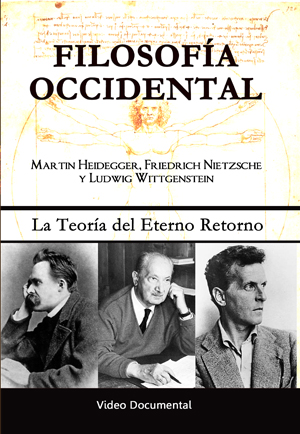 FILOSOFÍA
OCCIDENTAL
MARTIN HEIDEGGER, FRIEDRICH NIETZSCHE
Y LUDWIG WITTGENSTEIN
La Teoría del Eterno Retorno
Video Documental